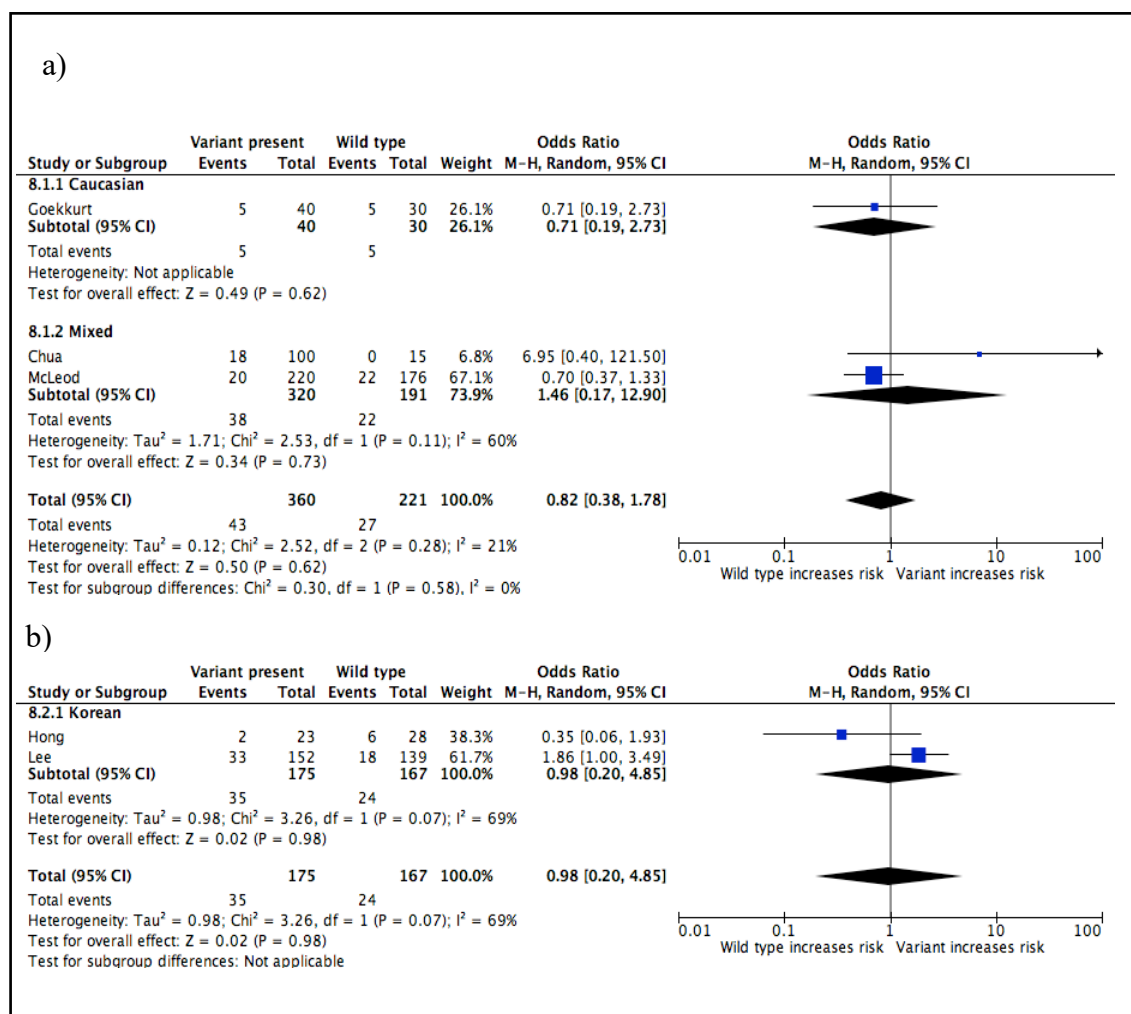 a)
Variant present Wild type Odds Ratio Odds Ratio
Study or Subgroup Events Total Events Total Weight M-H, Random, 95% CI M-H, Random, 95% CI
8.1.1 Caucasian
Goekkurt 5 40 5 30 26.1% 0.71 [0.19, 2.73]
Subtotal (95% CI) 40 30 26.1% 0.71 [0.19, 2.73]
Total events 5 5
Heterogeneity: Not applicable
Test for overall effect: Z = 0.49 (P = 0.62)
8.1.2 Mixed
Chua 18 100 0 15 6.8% 6.95 [0.40, 121.50]
McLeod 20 220 22 176 67.1% 0.70 [0.37, 1.33]
Subtotal (95% CI) 320 191 73.9% 1.46 [0.17, 12.90]
Total events 38 22
Heterogeneity: Tau² = 1.71; Chi² = 2.53, df = 1 (P = 0.11); I² = 60%
Test for overall effect: Z = 0.34 (P = 0.73)
Total (95% CI) 360 221 100.0% 0.82 [0.38, 1.78]
Total events 43 27
Heterogeneity: Tau² = 0.12; Chi² = 2.52, df = 2 (P = 0.28); I² = 21%
Test for overall effect: Z = 0.50 (P = 0.62)
Test for subgroup differences: Chi² = 0.30, df = 1 (P = 0.58), I² = 0%
0.01 0.1 1 10 100
Wild type increases risk Variant increases risk
b)
Variant present Wild type Odds Ratio Odds Ratio
Study or Subgroup Events Total Events Total Weight M-H, Random, 95% CI M-H, Random, 95% CI
8.2.1 Korean
Hong 2 23 6 28 38.3% 0.35 [0.06, 1.93]
Lee 33 152 18 139 61.7% 1.86 [1.00, 3.49]
Subtotal (95% CI) 175 167 100.0% 0.98 [0.20, 4.85]
Total events 35 24
Heterogeneity: Tau² = 0.98; Chi² = 3.26, df = 1 (P = 0.07); I² = 69%
Test for overall effect: Z = 0.02 (P = 0.98)
Total (95% CI) 175 167 100.0% 0.98 [0.20, 4.85]
Total events 35 24
Heterogeneity: Tau² = 0.98; Chi² = 3.26, df = 1 (P = 0.07); I² = 69%
Test for overall effect: Z = 0.02 (P = 0.98)
Test for subgroup differences: Not applicable
0.01 0.1 1 10 100
Wild type increases risk Variant increases risk